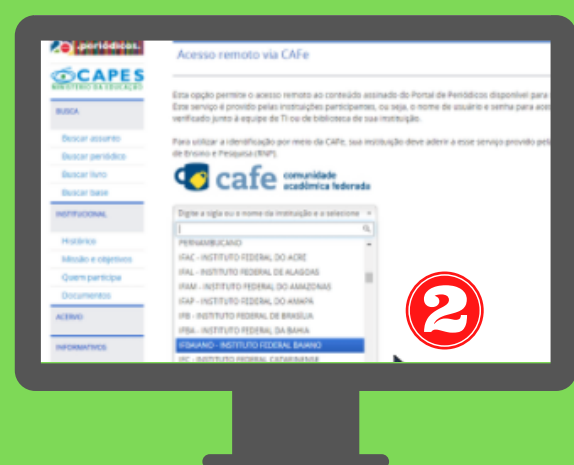 .periodicos.
CAPES
MINISTÉRIO DA EDUCAÇÃO
BUSCA
Buscar assunto
Buscar periódico
Buscar livro
Buscar base
INSTITUCIONAL
Histórico
Missão e objetivos
Quem participa
Documentos
ACERVO
INFORMATIVOS
Acesso remoto via CAFe
Esta opção permite o acesso remoto ao conteúdo assinado do Portal de Periódicos disponível para
Este serviço é provido pelas instituições participantes, ou seja, o nome de usuário e senha para
verificado junto à equipe de TI ou de biblioteca de sua instituição.
Para utilizar a identificação por meio da CAFe, sua instituição deve aderir a esse serviço provido
de Ensino e Pesquisa (RNP).
cafe comunidade
acadêmica federada
Digite a sigla ou o nome da instituição e a selecione
PERNAMBUCANO
IFAC - INSTITUTO FEDERAL DO ACRE
IFAL - INSTITUTO FEDERAL DE ALAGOAS
IFAM - INSTITUTO FEDERAL DO AMAZONAS
IFAP - INSTITUTO FEDERAL DO AMAPÁ
IFB - INSTITUTO FEDERAL DE BRASÍLIA
IFBA - INSTITUTO FEDERAL DA BAHIA
IFBAIANO - INSTITUTO FEDERAL BAIANO
IFC - INSTITUTO FEDERAL CATARINENSE
2